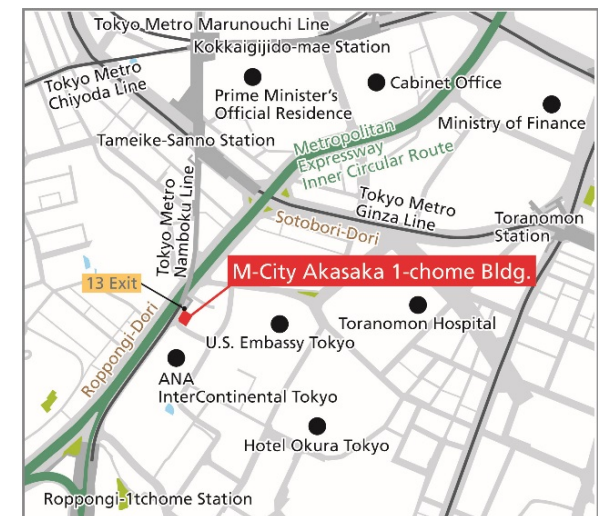 Tokyo Metro Marunouchi Line
Kokkaigijido-mae Station
Tokyo Metro
Chiyoda Line
Prime Minister's
Official Residence
Cabinet Office
Ministry of Finance
Tameike-Sanno Station
Metropolitan
Expressway
Inner Circular Route
Tokyo Metro
Namboku Line
Tokyo Metro
Ginza Line
Sotobori-Dori
Toranomon
Station
M-City Akasaka 1-chome Bldg.
13 Exit
Roppongi-Dori
Toranomon Hospital
U.S. Embassy Tokyo
ANA
InterContinental Tokyo
Hotel Okura Tokyo
Roppongi-1tchome Station